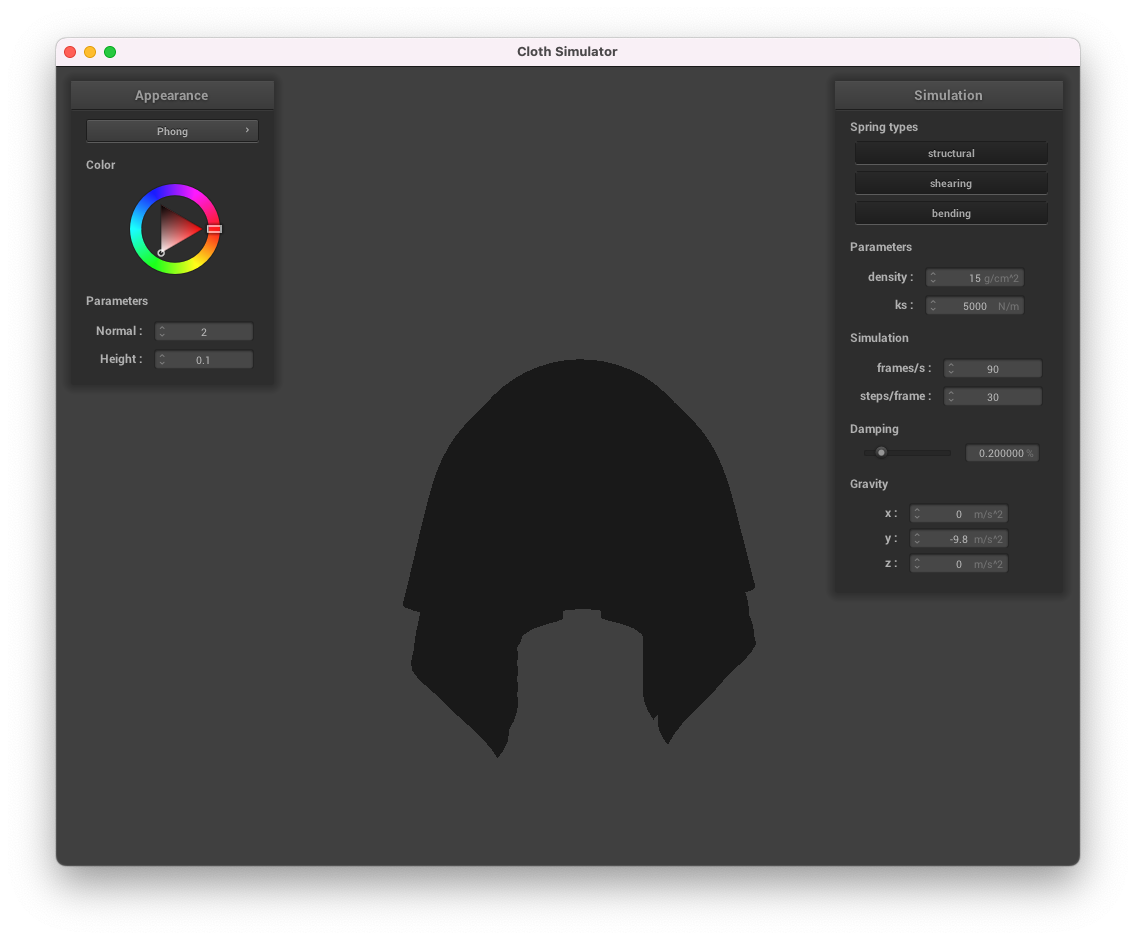 Cloth Simulator
Appearance
Phong ›
Color
Parameters
Normal : 2
Height : 0.1
Simulation
Spring types
structural
shearing
bending
Parameters
density : 15 g/cm^2
ks : 5000 N/m
Simulation
frames/s : 90
steps/frame : 30
Damping
0.200000 %
Gravity
x : 0 m/s^2
y : -9.8 m/s^2
z : 0 m/s^2